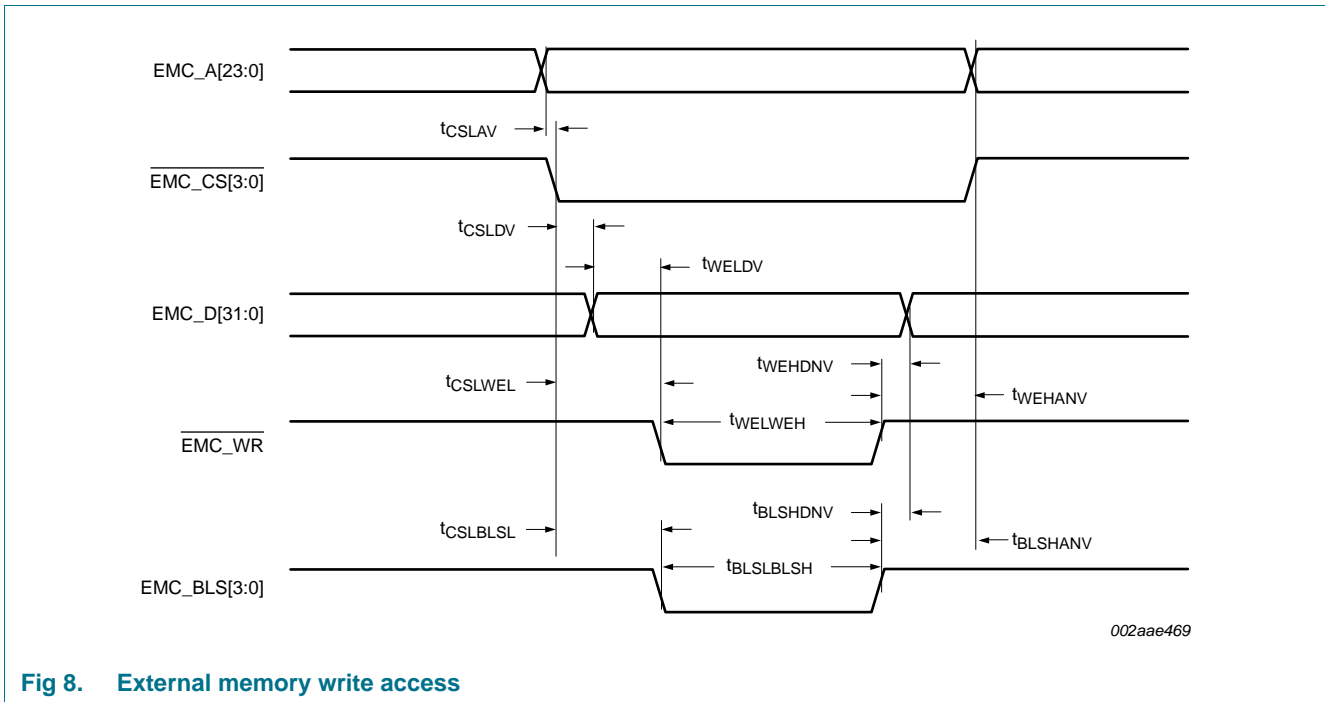 EMC_A[23:0]
tCSLAV
EMC_CS[3:0]
tCSLDV
tWELDV
EMC_D[31:0]
tWEHDNV
tCSLWEL
tWEHANV
tWELWEH
EMC_WR
tBLSHDNV
tCSLBLSL
tBLSHANV
tBLSLBLSH
EMC_BLS[3:0]
002aae469
Fig 8. External memory write access